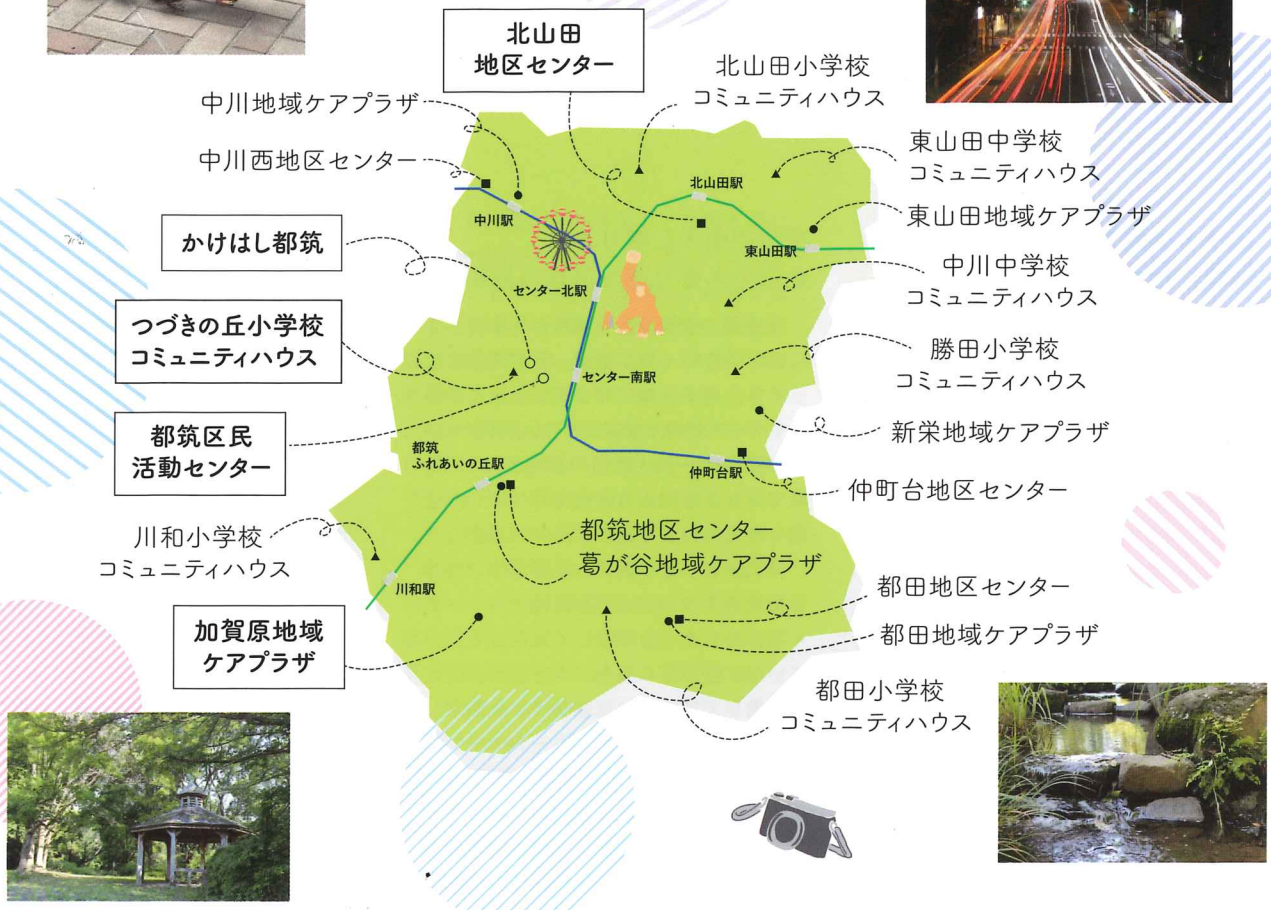 北山田
地区センター
北山田小学校
コミュニティハウス
中川地域ケアプラザ
中川西地区センター
東山田中学校
コミュニティハウス
東山田地域ケアプラザ
北山田駅
中川駅
東山田駅
かけはし都筑
中川中学校
コミュニティハウス
センター北駅
つづきの丘小学校
コミュニティハウス
勝田小学校
コミュニティハウス
センター南駅
都筑区民
活動センター
新栄地域ケアプラザ
都筑
ふれあいの丘駅
仲町台駅
仲町台地区センター
川和小学校
コミュニティハウス
都筑地区センター
葛が谷地域ケアプラザ
川和駅
都田地区センター
都田地域ケアプラザ
加賀原地域
ケアプラザ
都田小学校
コミュニティハウス